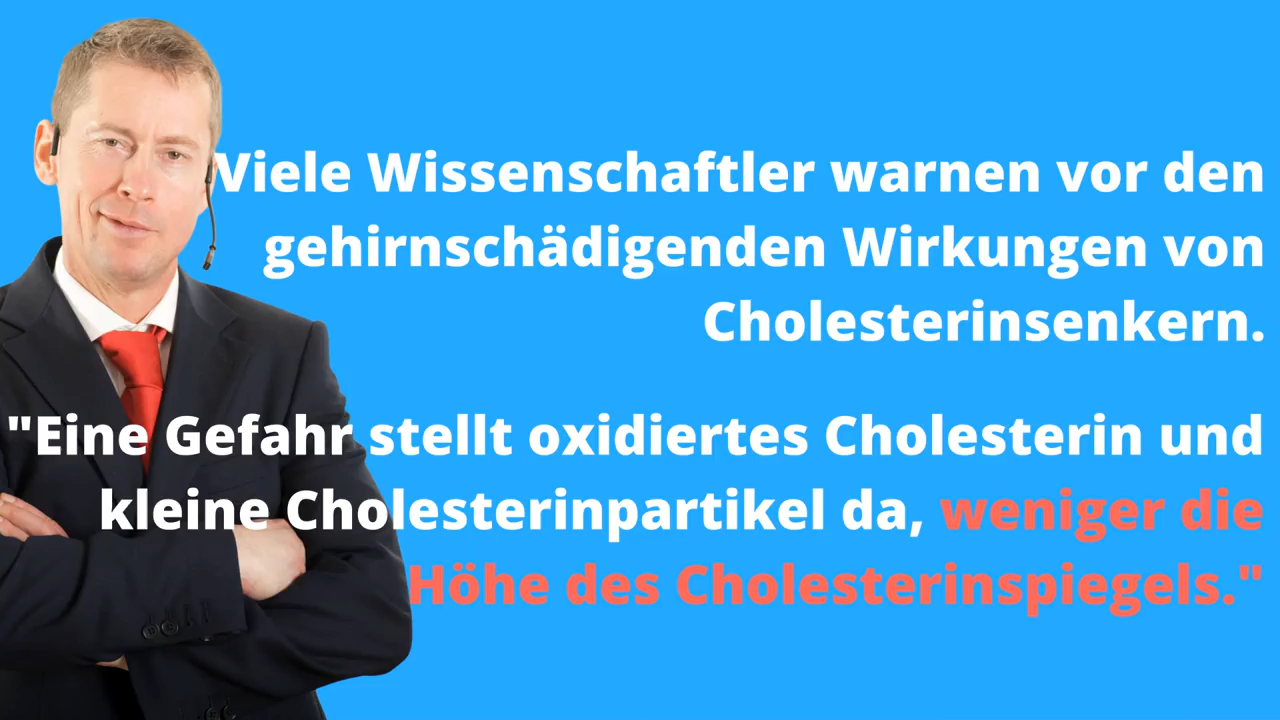 Viele Wissenschaftler warnen vor den
gehirnschädigenden Wirkungen von
Cholesterinsenkern.
"Eine Gefahr stellt oxidiertes Cholesterin und
kleine Cholesterinpartikel da, weniger die
Höhe des Cholesterinspiegels."